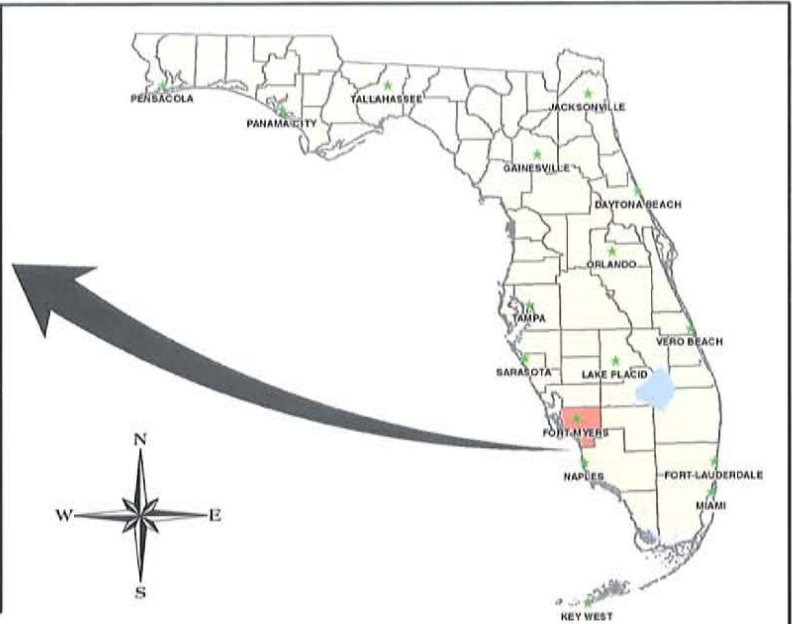 PENSACOLA
TALLAHASSEE
JACKSONVILLE
PANAMA CITY
GAINESVILLE
DAYTONA BEACH
ORLANDO
TAMPA
VERO BEACH
SARASOTA
LAKE PLACID
FORT-MYERS
NAPLES
FORT-LAUDERDALE
MIAMI
KEY WEST
N
W
E
S